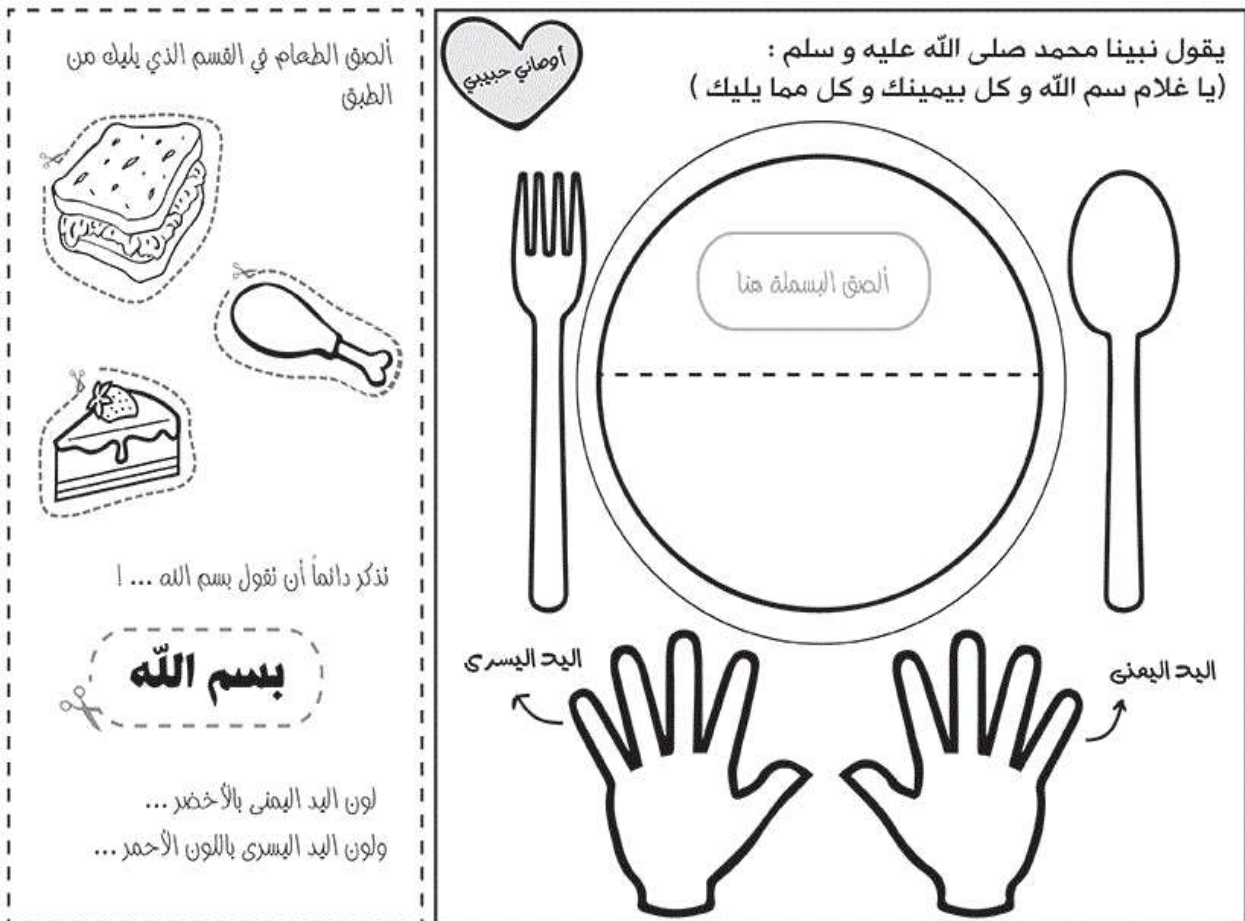 يقول نبينا محمد صلى الله عليه و سلم :
(يا غلام سم الله و كل بيمينك و كل مما يليك )
أوصاني حبيبي
ألصق البسملة هنا
اليد اليمنى
اليد اليسرى
ألصق الطعام في القسم الذي يليك من
الطبق
نذكر دائماً أن نقول بسم الله ... !
بسم الله
لون اليد اليمنى بالأخضر ...
ولون اليد اليسرى باللون الأحمر ...